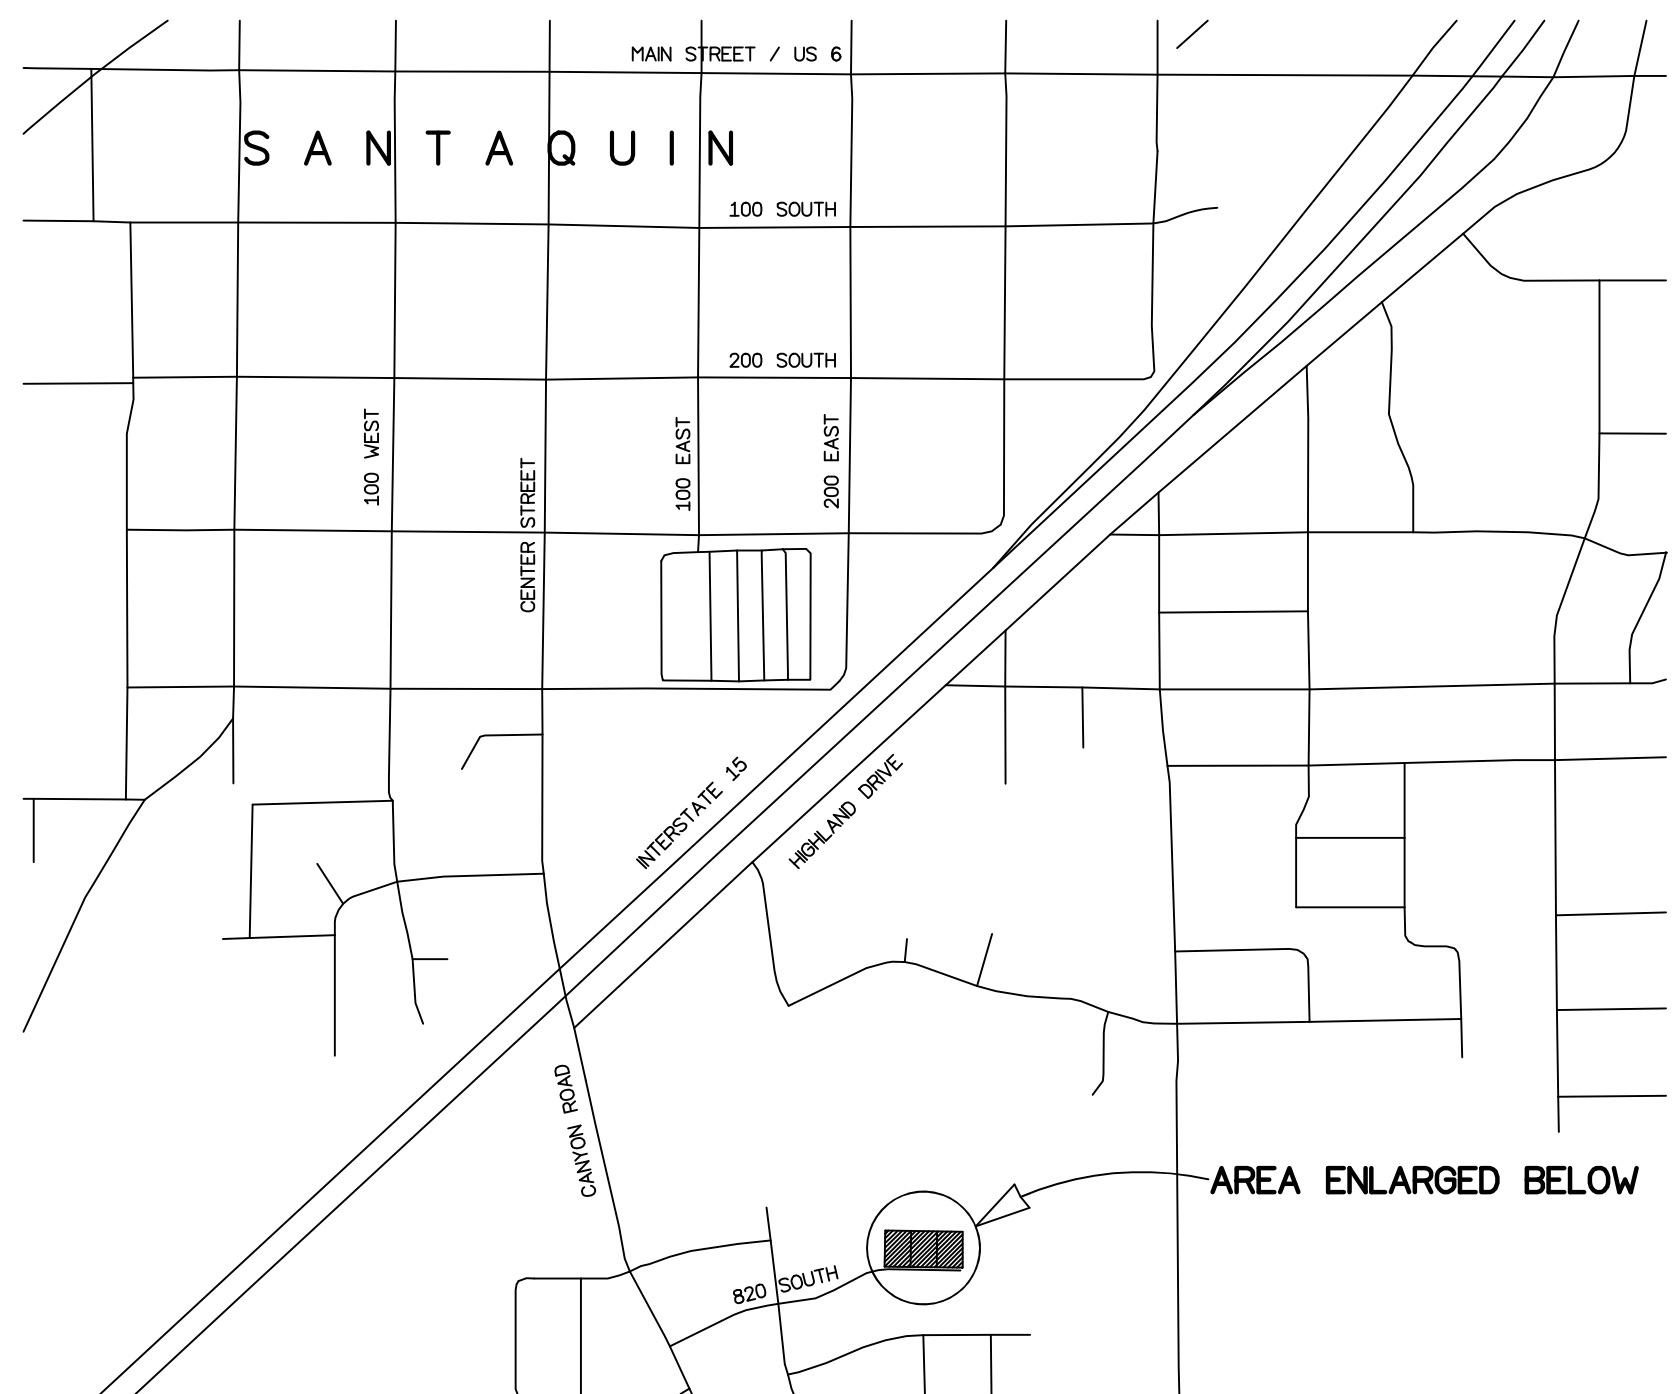 MAIN STREET / US 6
SANTAQUIN
100 SOUTH
200 SOUTH
100 WEST
CENTER STREET
100 EAST
200 EAST
INTERSTATE 15
HIGHLAND DRIVE
CANYON ROAD
AREA ENLARGED BELOW
820 SOUTH